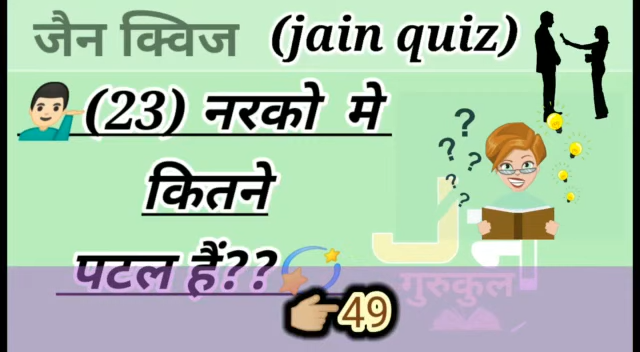 जैन क्विज (jain quiz)
(23) नरको मे
कितने
पटल हैं??
गुरुकुल
49